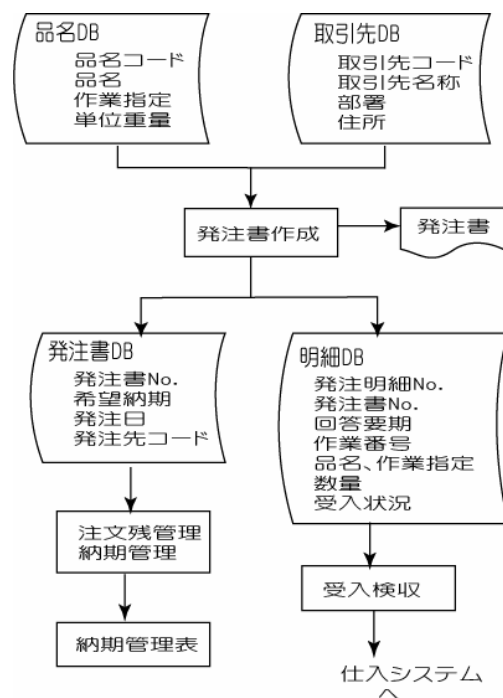 品名DB
品名コード
品名
作業指定
単位重量
取引先DB
取引先コード
取引先名称
部署
住所
発注書作成
発注書
発注書DB
発注書No.
希望納期
発注日
発注先コード
明細DB
発注明細No.
発注書No.
回答要期
作業番号
品名、作業指定
数量
受入状況
注文残管理
納期管理
受入検収
納期管理表
仕入システム
へ